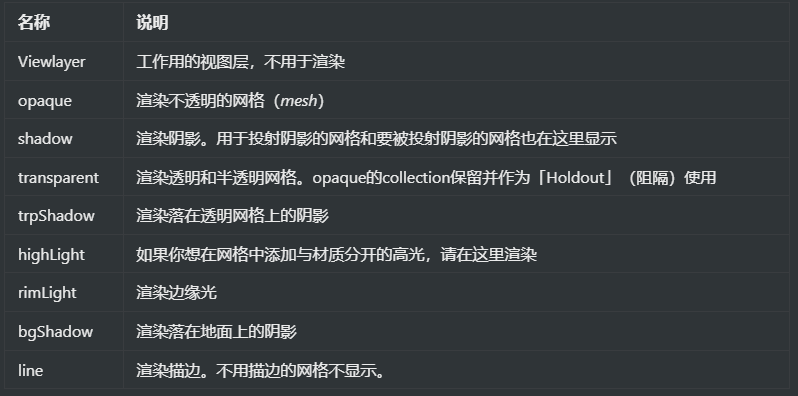 名称 说明
Viewlayer 工作用的视图层，不用于渲染
opaque 渲染不透明的网格（mesh）
shadow 渲染阴影。用于投射阴影的网格和要被投射阴影的网格也在这里显示
transparent 渲染透明和半透明网格。opaque的collection保留并作为「Holdout」（阻隔）使用
trpShadow 渲染落在透明网格上的阴影
highLight 如果你想在网格中添加与材质分开的高光，请在这里渲染
rimLight 渲染边缘光
bgShadow 渲染落在地面上的阴影
line 渲染描边。不用描边的网格不显示。